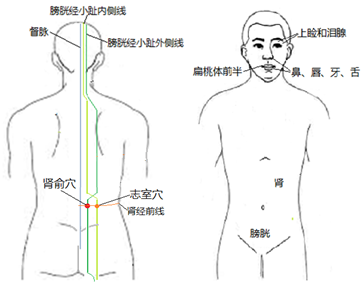 膀胱经小趾内侧线
督脉
膀胱经小趾外侧线
肾俞穴
志室穴
肾经前线
上睑和泪腺
扁桃体前半
鼻、唇、牙、舌
肾
膀胱